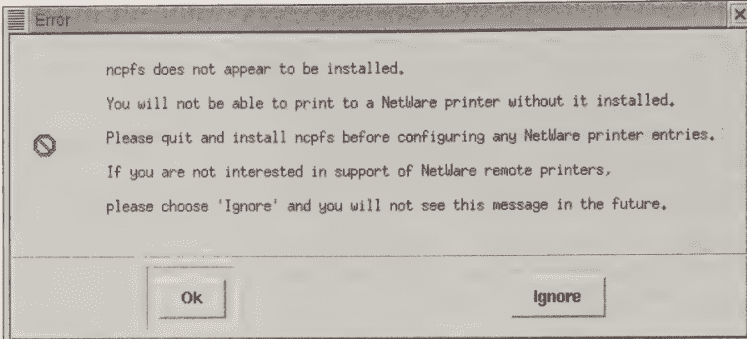 Error
ncpfs does not appear to be installed.
You will not be able to print to a NetWare printer without it installed.
Please quit and install ncpfs before configuring any NetWare printer entries.
If you are not interested in support of NetWare remote printers,
please choose 'Ignore' and you will not see this message in the future.
Ok
Ignore